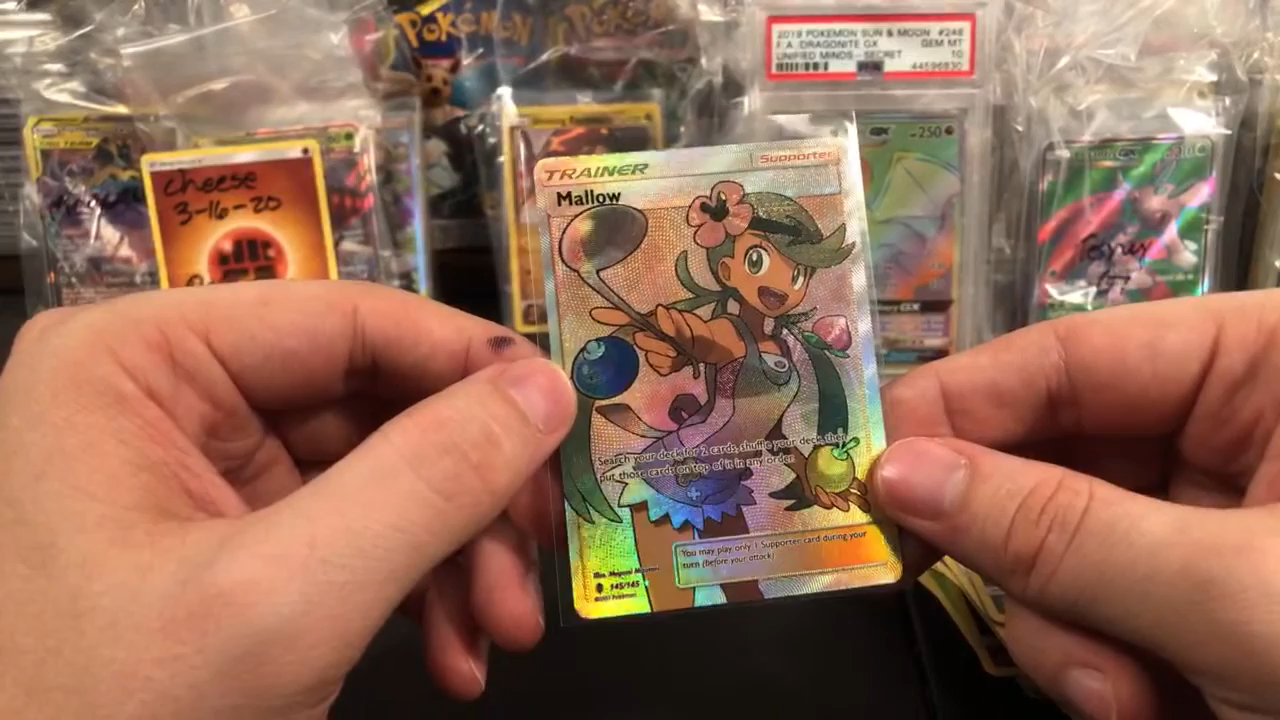 POKÉMON
2019 POKEMON SUN & MOON #248
F.A. DRAGONITE GX GEM MT
UNIFIED MINDS - SECRET 10
44596830
GX 250
cheese
3-16-20
TRAINER Supporter
Mallow
Search your deck for 2 cards, shuffle your deck, then
put those cards on top of it in any order.
You may play only 1 Supporter card during your
turn (before your attack).
145/145
GX